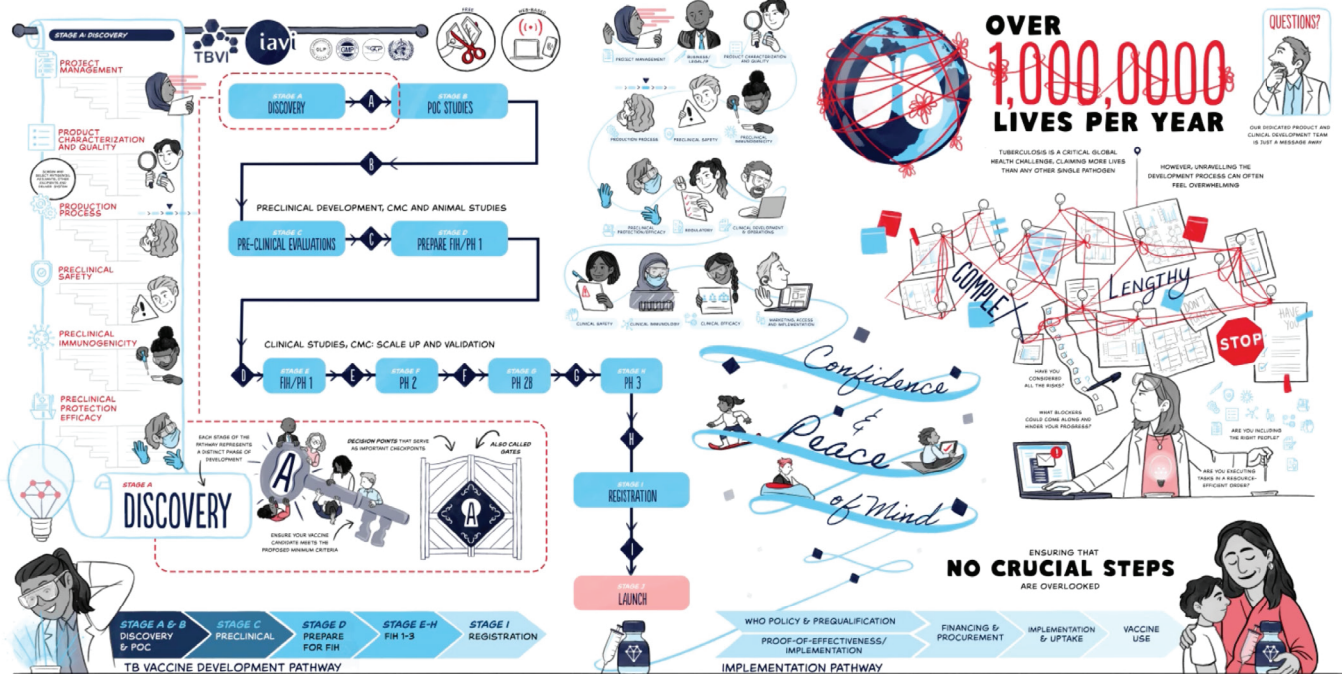 STAGE A: DISCOVERY
PROJECT
MANAGEMENT
PRODUCT
CHARACTERIZATION
AND QUALITY
PRODUCTION
PROCESS
PRECLINICAL
SAFETY
PRECLINICAL
IMMUNOGENICITY
PRECLINICAL
PROTECTION
EFFICACY
TBVI
iavi
GLP
GMP
GCP
FREE
WEB-BASED
STAGE A
DISCOVERY
A
STAGE B
POC STUDIES
B
PRECLINICAL DEVELOPMENT, CMC AND ANIMAL STUDIES
STAGE C
PRE-CLINICAL EVALUATIONS
C
STAGE D
PREPARE FIH/PH 1
CLINICAL STUDIES, CMC: SCALE UP AND VALIDATION
D
STAGE E
FIH/PH 1
E
STAGE F
PH 2
F
STAGE G
PH 2B
G
STAGE H
PH 3
H
STAGE I
REGISTRATION
I
STAGE J
LAUNCH
STAGE A
DISCOVERY
EACH STAGE OF THE
PATHWAY REPRESENTS
A DISTINCT PHASE OF
DEVELOPMENT
A
ENSURE YOUR VACCINE
CANDIDATE MEETS THE
PROPOSED MINIMUM CRITERIA
DECISION POINTS THAT SERVE
AS IMPORTANT CHECKPOINTS
ALSO CALLED
GATES
A
STAGE A & B
DISCOVERY
& POC
STAGE C
PRECLINICAL
STAGE D
PREPARE
FOR FIH
STAGE E-H
FIH 1-3
STAGE I
REGISTRATION
TB VACCINE DEVELOPMENT PATHWAY
PROJECT MANAGEMENT
BUSINESS/
LEGAL/IP
PRODUCT CHARACTERIZATION
AND QUALITY
PRODUCTION PROCESS
PRECLINICAL SAFETY
PRECLINICAL
IMMUNOGENICITY
PRECLINICAL
PROTECTION/EFFICACY
REGULATORY
CLINICAL DEVELOPMENT
& OPERATIONS
CLINICAL SAFETY
CLINICAL IMMUNOLOGY
CLINICAL EFFICACY
MARKETING, ACCESS
AND IMPLEMENTATION
Confidence
&
Peace
of Mind
OVER
1,000,0000
LIVES PER YEAR
TUBERCULOSIS IS A CRITICAL GLOBAL
HEALTH CHALLENGE, CLAIMING MORE LIVES
THAN ANY OTHER SINGLE PATHOGEN
HOWEVER, UNRAVELLING THE
DEVELOPMENT PROCESS CAN OFTEN
FEEL OVERWHELMING
QUESTIONS?
OUR DEDICATED PRODUCT AND
CLINICAL DEVELOPMENT TEAM
IS JUST A MESSAGE AWAY
COMPLEX
LENGTHY
DON'T
HAVE
YOU
STOP
HAVE YOU
CONSIDERED
ALL THE RISKS?
WHAT BLOCKERS
COULD COME ALONG AND
HINDER YOUR PROGRESS?
ARE YOU INCLUDING
THE RIGHT PEOPLE?
ARE YOU EXECUTING
TASKS IN A RESOURCE-
EFFICIENT ORDER?
ENSURING THAT
NO CRUCIAL STEPS
ARE OVERLOOKED
WHO POLICY & PREQUALIFICATION
PROOF-OF-EFFECTIVENESS/
IMPLEMENTATION
FINANCING &
PROCUREMENT
IMPLEMENTATION
& UPTAKE
VACCINE
USE
IMPLEMENTATION PATHWAY